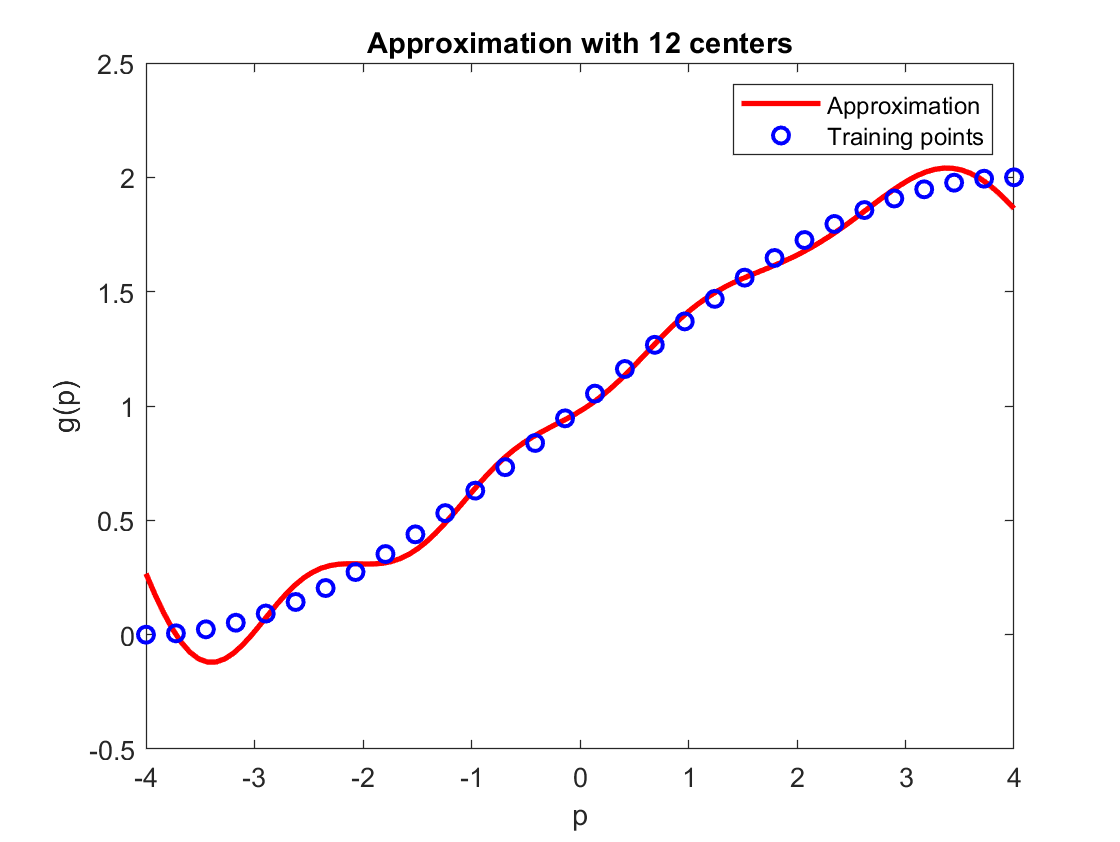 Approximation with 12 centers
Approximation
Training points
2.5
2
1.5
1
0.5
0
-0.5
g(p)
-4 -3 -2 -1 0 1 2 3 4
p